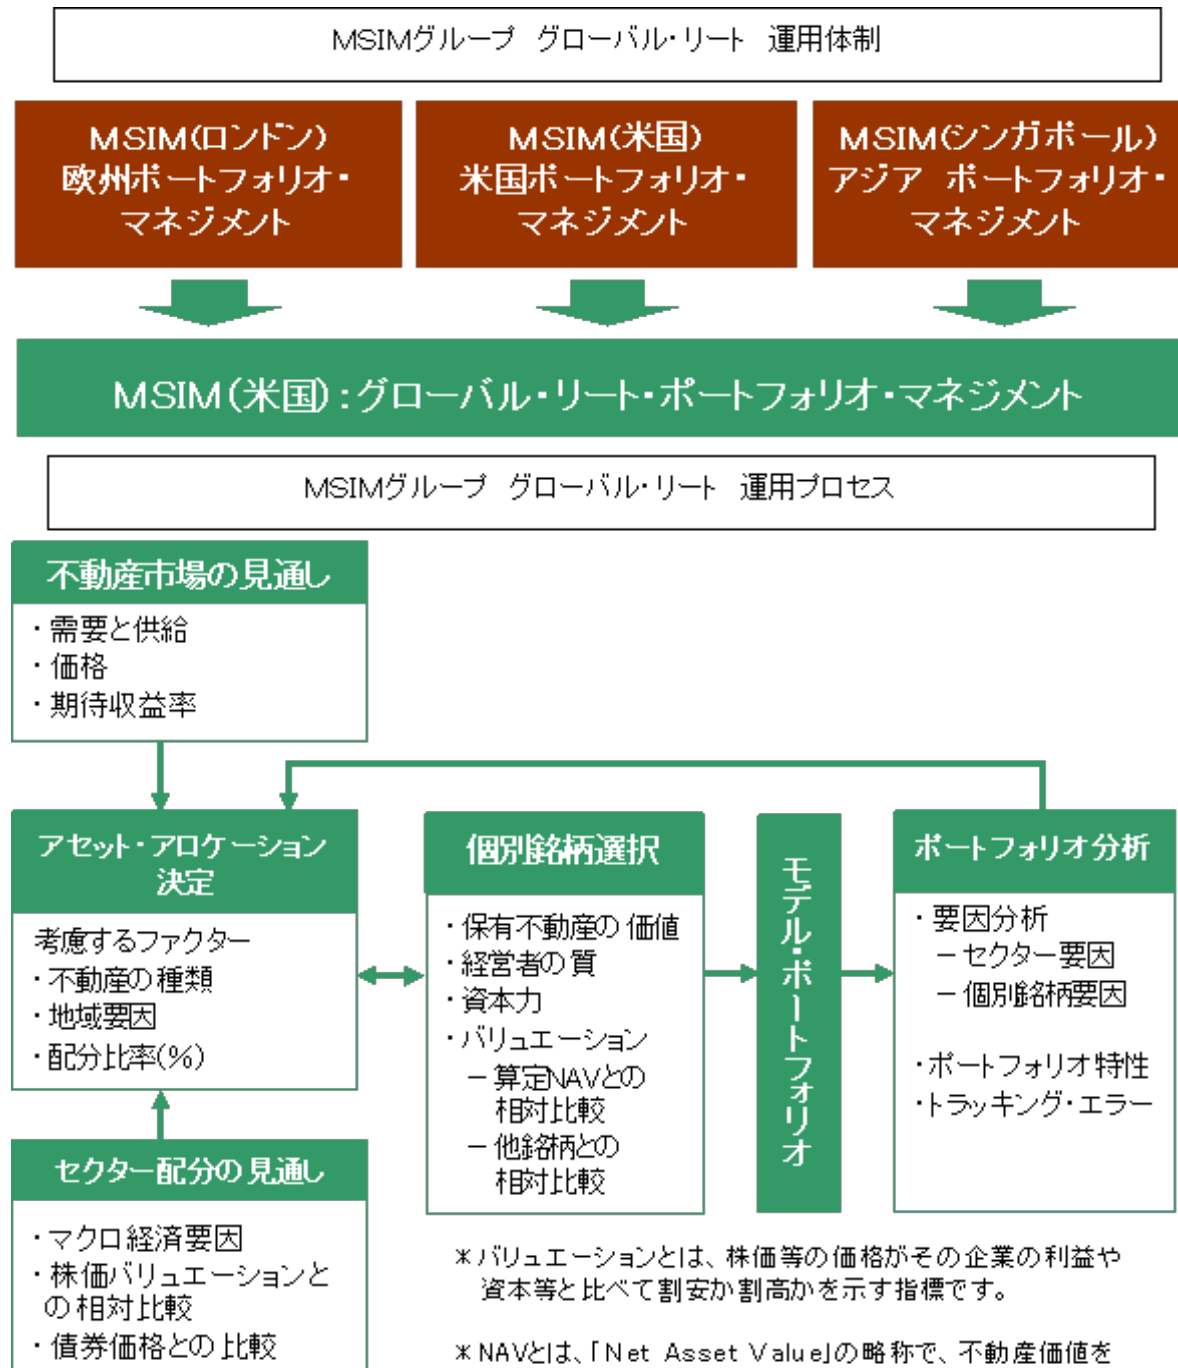 MSIMグループ グローバル・リート 運用体制
MSIM(ロンドン)
欧州ポートフォリオ・
マネジメント
MSIM(米国)
米国ポートフォリオ・
マネジメント
MSIM(シンガポール)
アジア ポートフォリオ・
マネジメント
MSIM(米国):グローバル・リート・ポートフォリオ・マネジメント
MSIMグループ グローバル・リート 運用プロセス
不動産市場の見通し
・需要と供給
・価格
・期待収益率
アセット・アロケーション
決定
考慮するファクター
・不動産の種類
・地域要因
・配分比率(%)
セクター配分の見通し
・マクロ経済要因
・株価バリュエーションと
の相対比較
・債券価格との比較
個別銘柄選択
・保有不動産の価値
・経営者の質
・資本力
・バリュエーション
－算定NAVとの
相対比較
－他銘柄との
相対比較
モデル・ポートフォリオ
ポートフォリオ分析
・要因分析
－セクター要因
－個別銘柄要因
・ポートフォリオ特性
・トラッキング・エラー
*バリュエーションとは、株価等の価格がその企業の利益や
資本等と比べて割安か割高かを示す指標です。
*NAVとは、「Net Asset Value」の略称で、不動産価値を